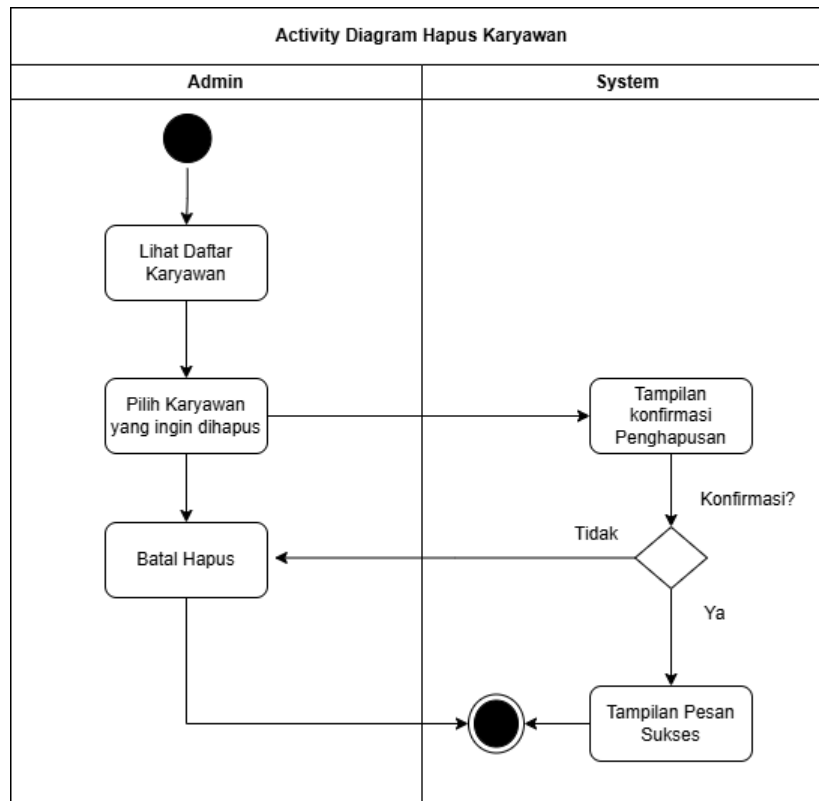 Activity Diagram Hapus Karyawan
Admin
System
Lihat Daftar
Karyawan
Pilih Karyawan
yang ingin dihapus
Tampilan
konfirmasi
Penghapusan
Konfirmasi?
Tidak
Batal Hapus
Ya
Tampilan Pesan
Sukses